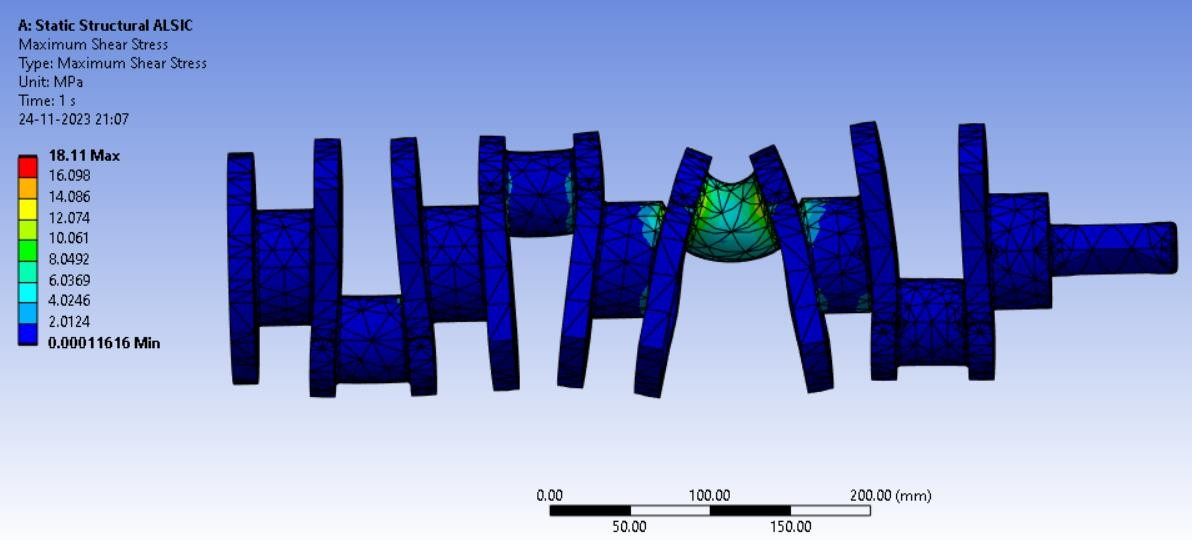 A: Static Structural ALSIC
Maximum Shear Stress
Type: Maximum Shear Stress
Unit: MPa
Time: 1 s
24-11-2023 21:07
18.11 Max
16.098
14.086
12.074
10.061
8.0492
6.0369
4.0246
2.0124
0.00011616 Min
0.00 100.00 200.00 (mm)
50.00 150.00